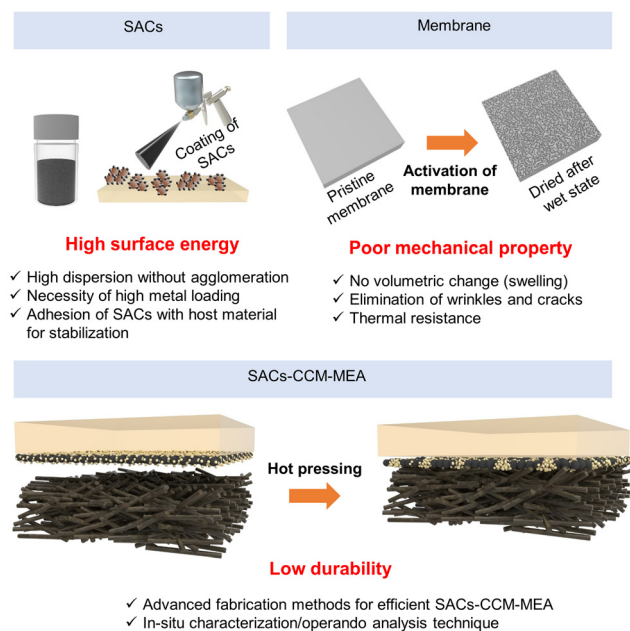 SACs
Membrane
Coating of
SACs
Pristine
membrane
Activation of
membrane
Dried after
wet state
High surface energy
✓ High dispersion without agglomeration
✓ Necessity of high metal loading
✓ Adhesion of SACs with host material
for stabilization
Poor mechanical property
✓ No volumetric change (swelling)
✓ Elimination of wrinkles and cracks
✓ Thermal resistance
SACs-CCM-MEA
Hot pressing
Low durability
✓ Advanced fabrication methods for efficient SACs-CCM-MEA
✓ In-situ characterization/operando analysis technique